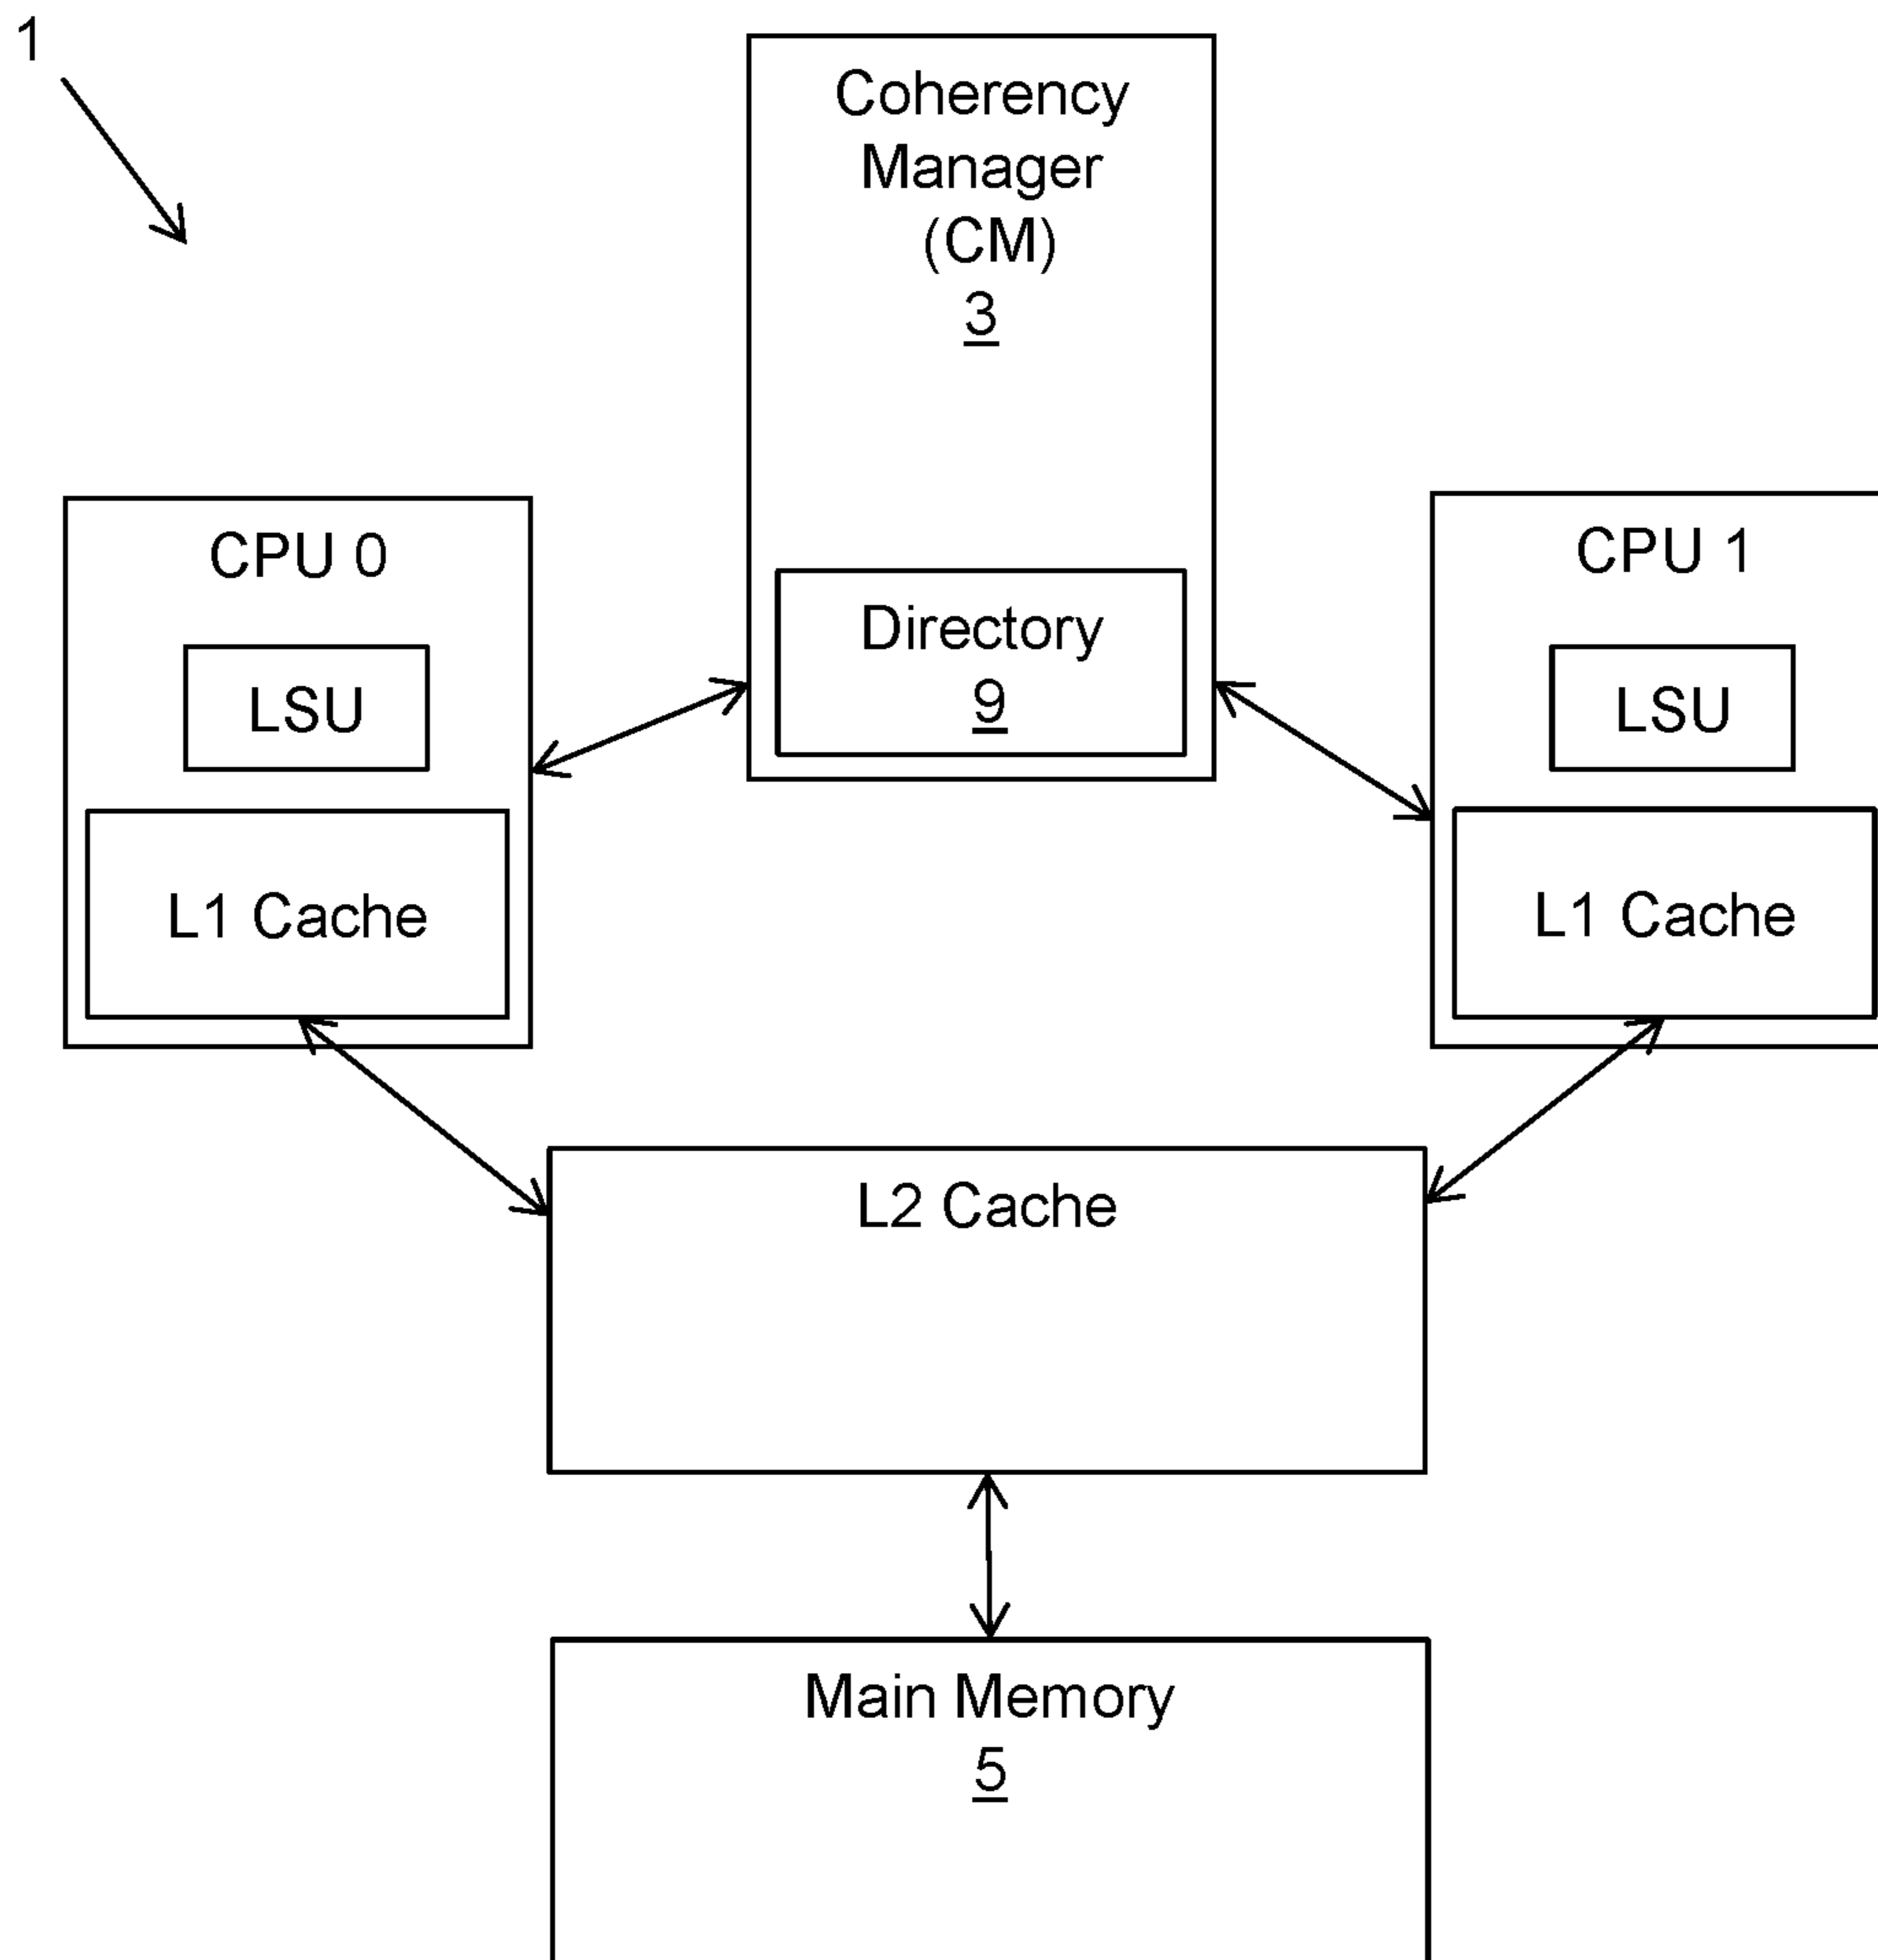 1
Coherency
Manager
(CM)
3
Directory
9
CPU 0
LSU
L1 Cache
CPU 1
LSU
L1 Cache
L2 Cache
Main Memory
5